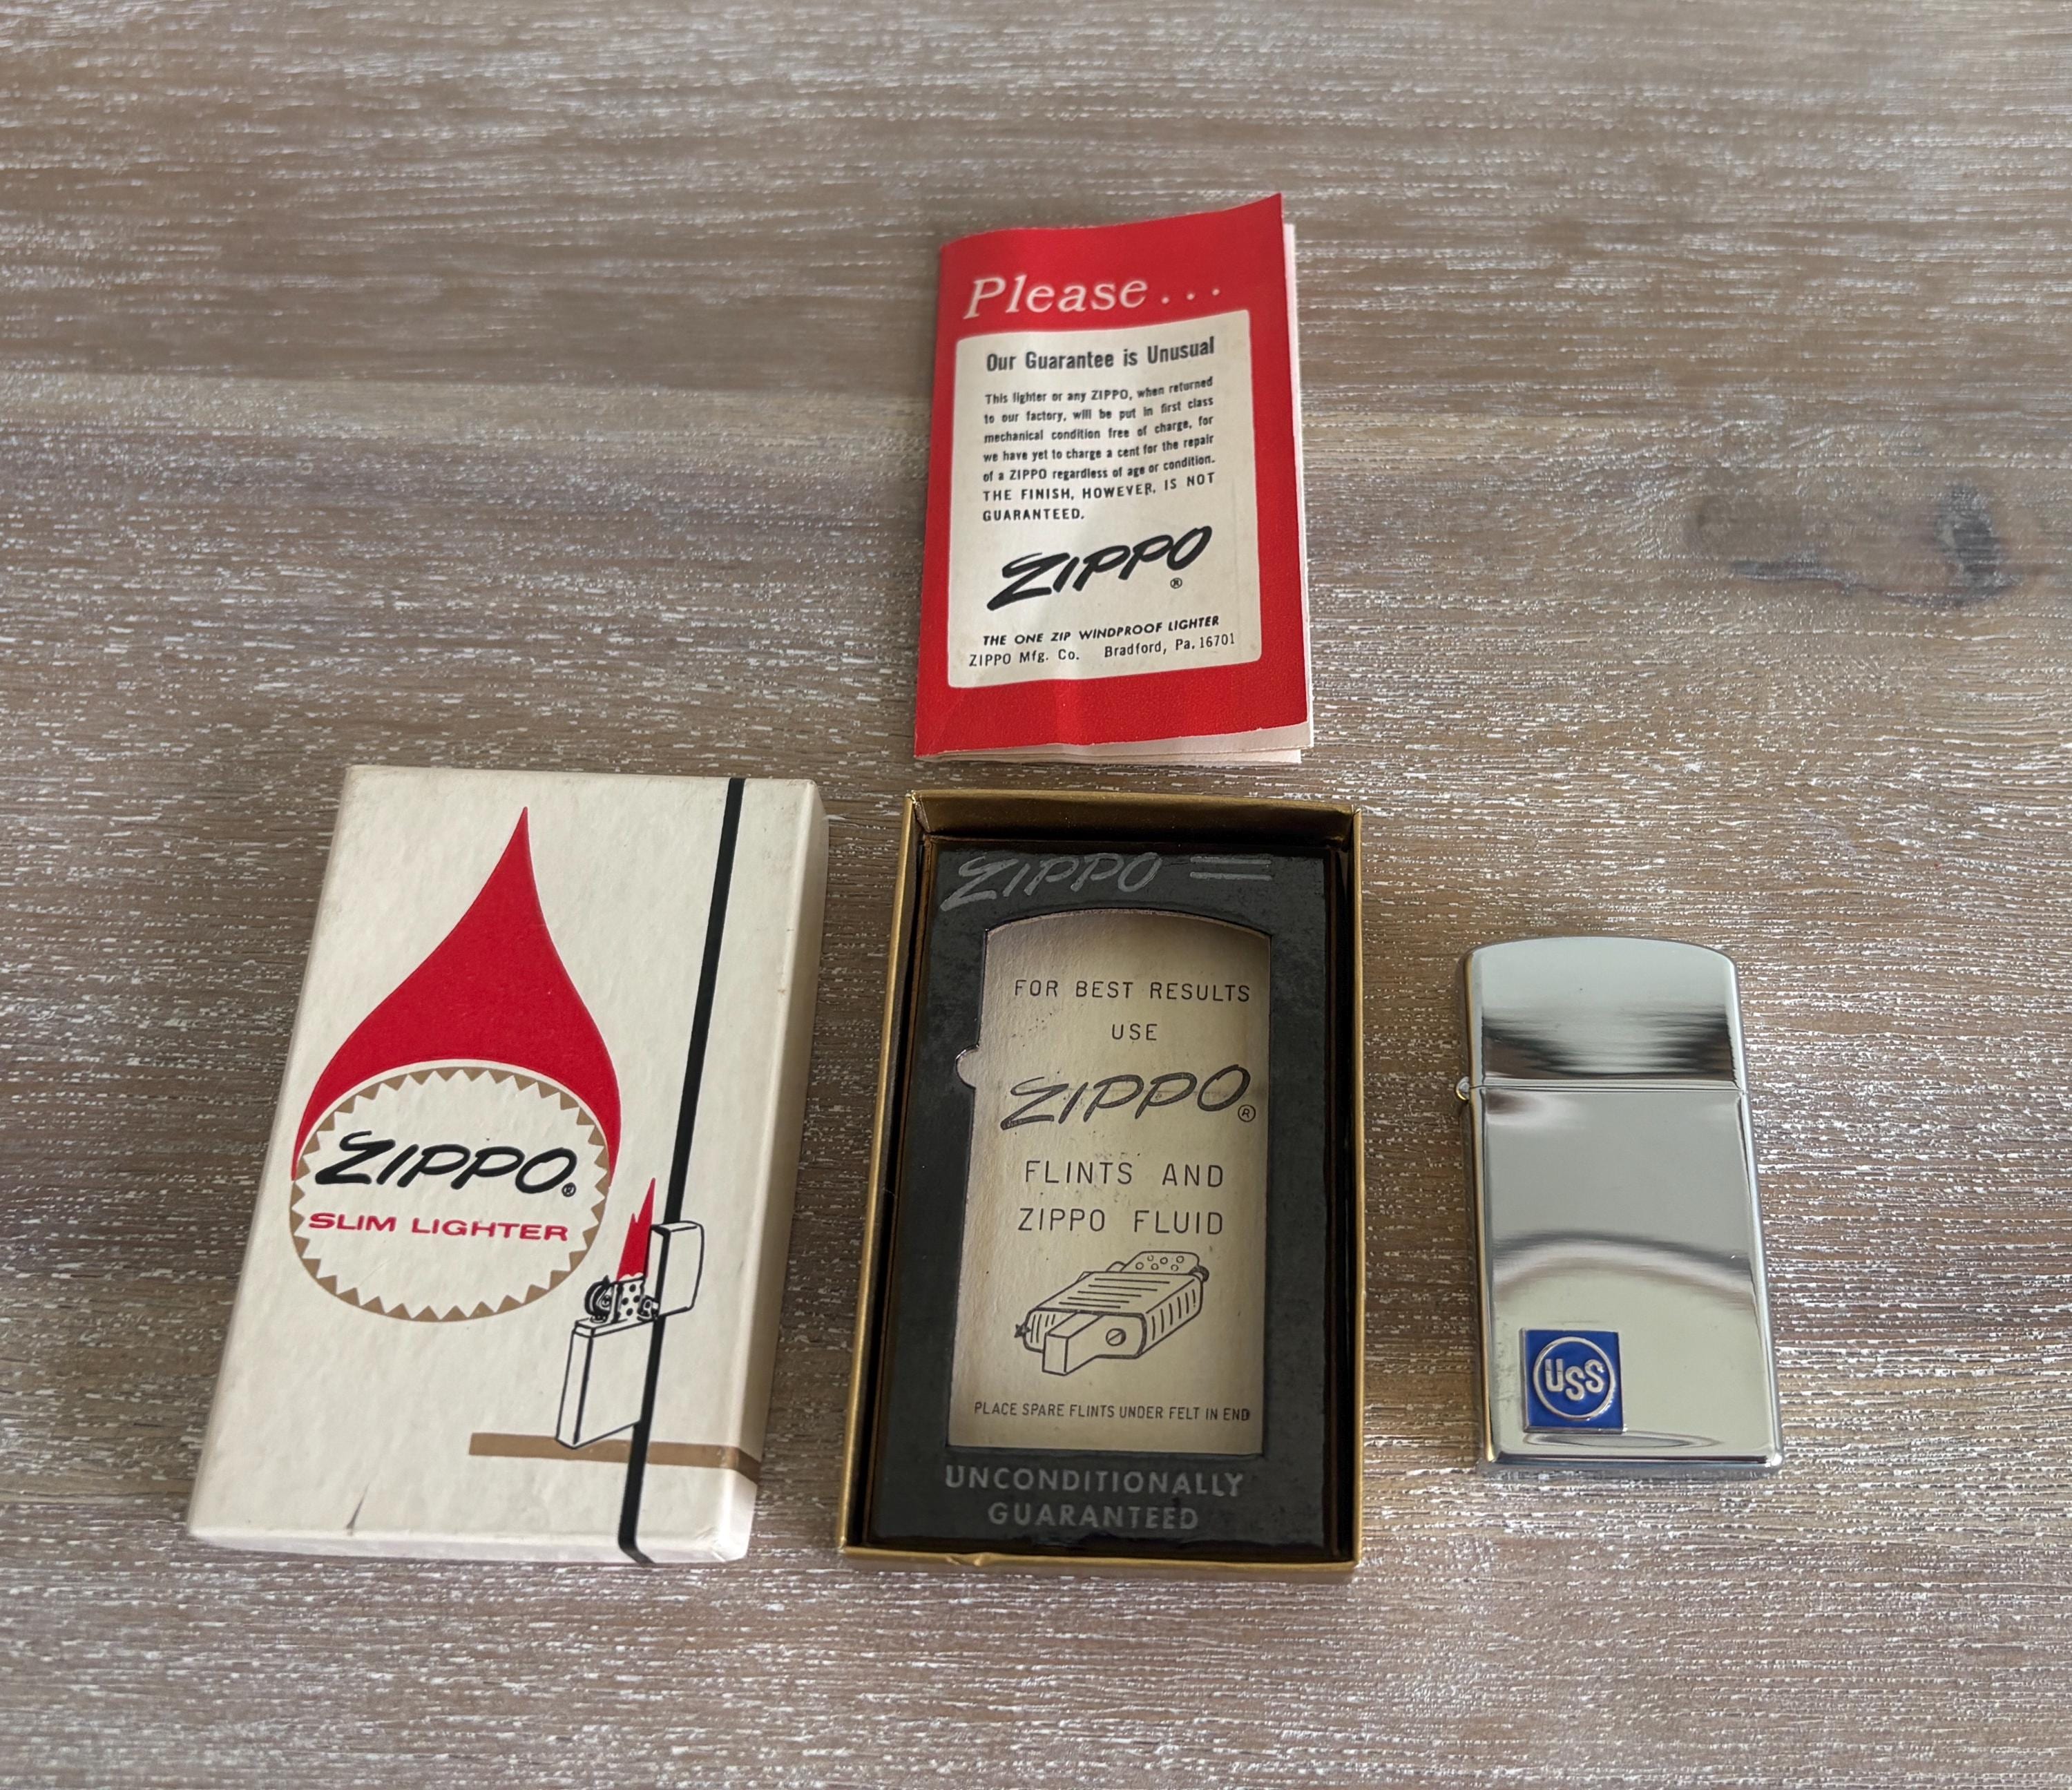 Please...
Our Guarantee is Unusual
This lighter or any ZIPPO, when returned
to our factory, will be put in first class
mechanical condition free of charge, for
we have yet to charge a cent for the repair
of a ZIPPO regardless of age or condition.
THE FINISH, HOWEVER, IS NOT
GUARANTEED.
ZIPPO
®
THE ONE ZIP WINDPROOF LIGHTER
ZIPPO Mfg. Co. Bradford, Pa. 16701
ZIPPO®
SLIM LIGHTER
ZIPPO
FOR BEST RESULTS
USE
ZIPPO®
FLINTS AND
ZIPPO FLUID
PLACE SPARE FLINTS UNDER FELT IN END
UNCONDITIONALLY
GUARANTEED
USS